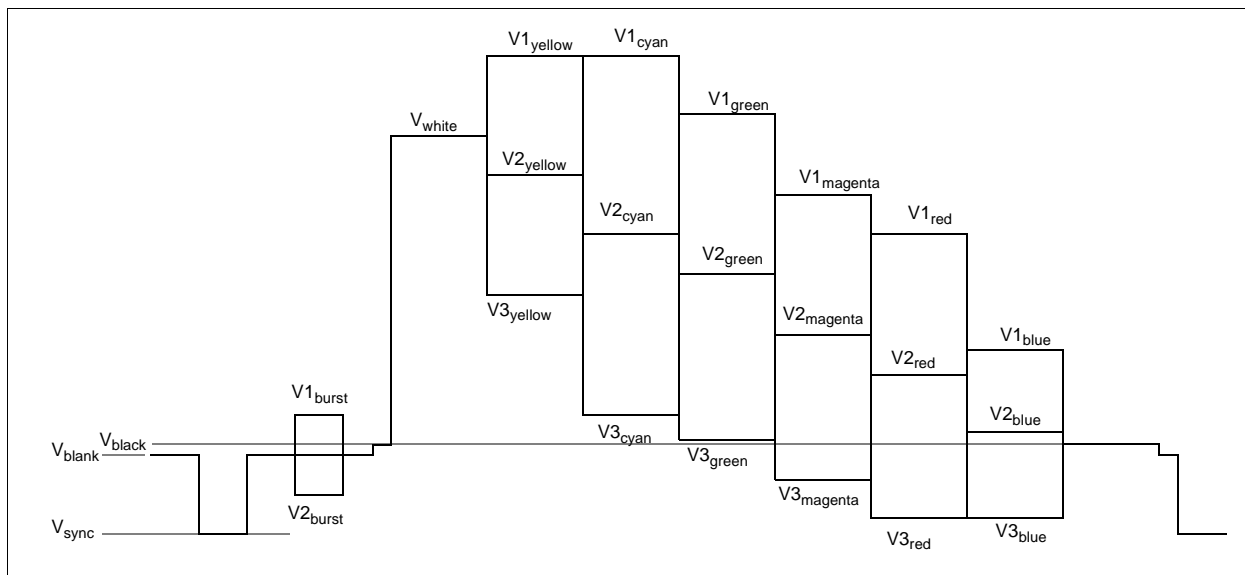 V1yellow
V1cyan
V1green
Vwhite
V2yellow
V1magenta
V2cyan
V1red
V2green
V3yellow
V2magenta
V1blue
V2red
V1burst
V2blue
V3cyan
Vblack
Vblank
V3green
V3magenta
V2burst
Vsync
V3red
V3blue